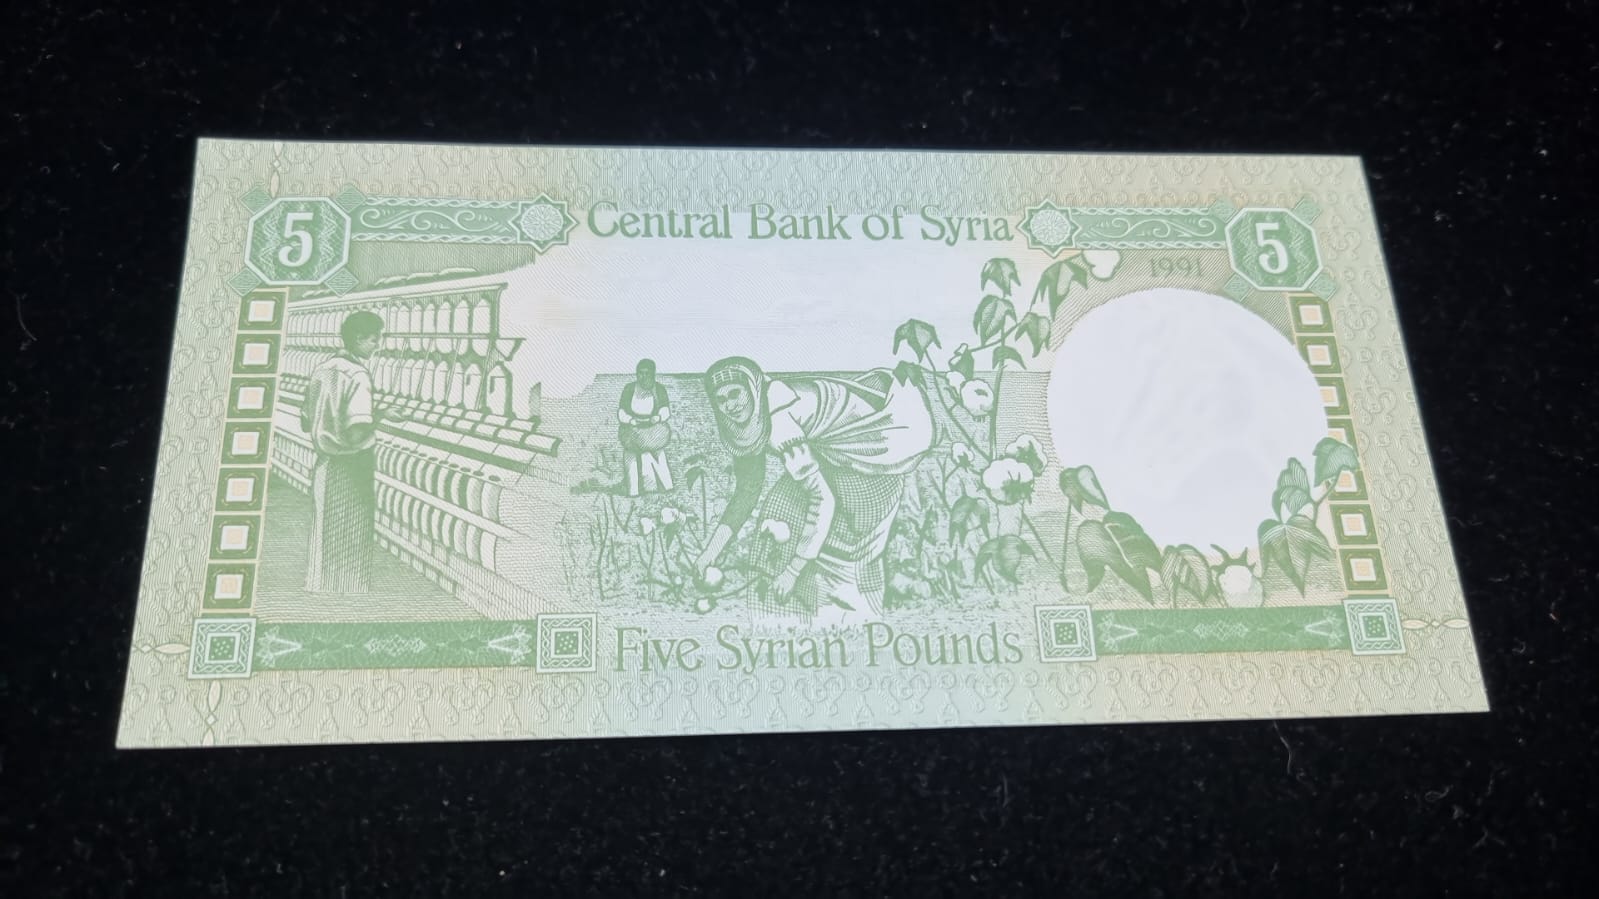 5 Central Bank of Syria 5
1991
Five Syrian Pounds